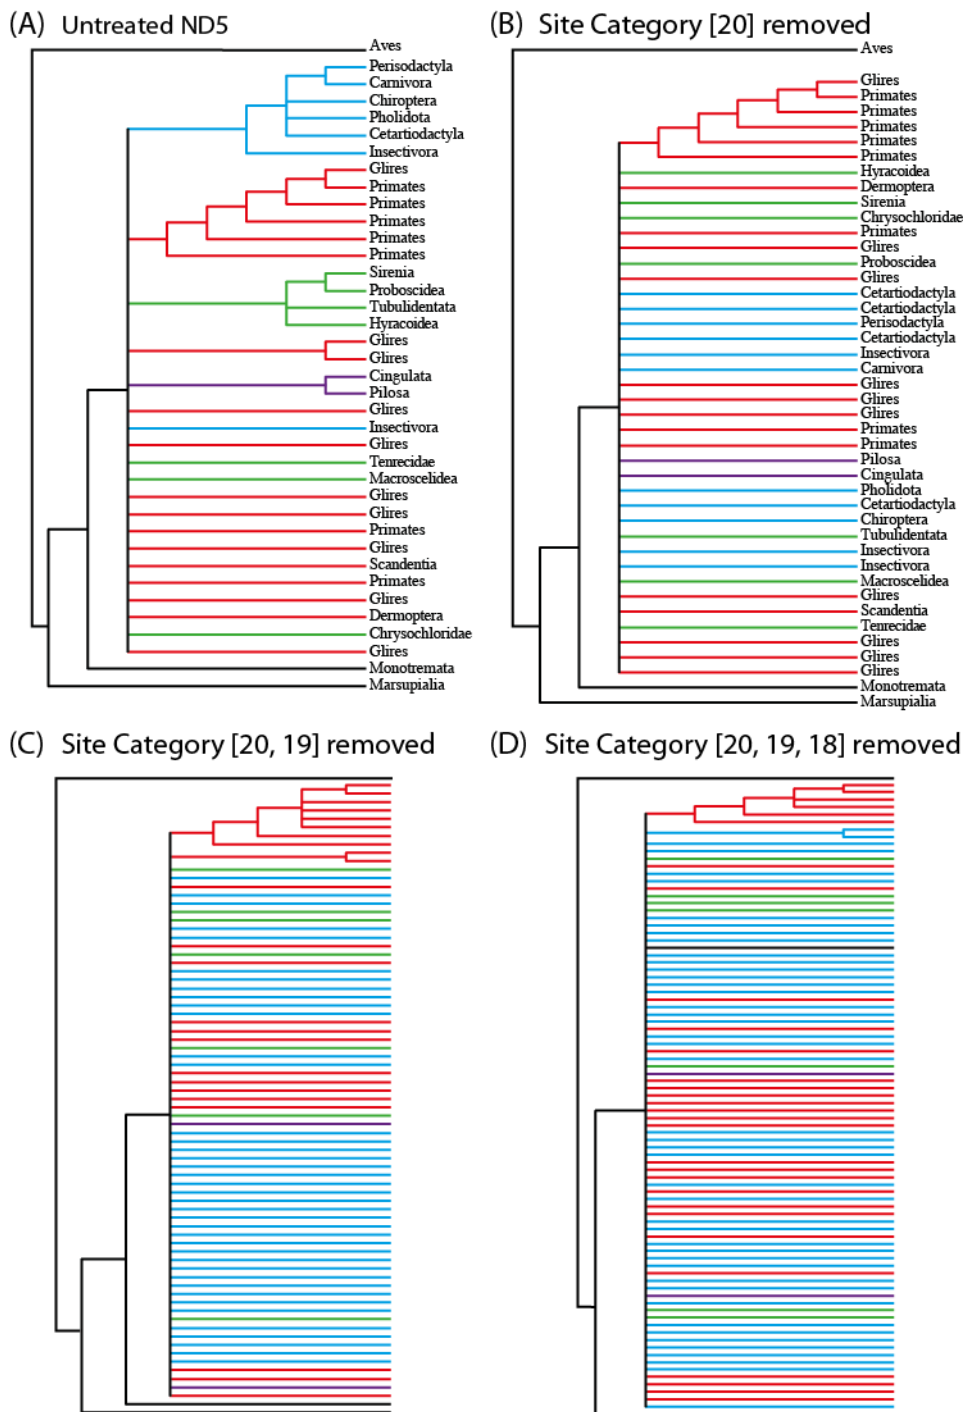 (A) Untreated ND5
Aves
Perisodactyla
Carnivora
Chiroptera
Pholidota
Cetartiodactyla
Insectivora
Glires
Primates
Primates
Primates
Primates
Primates
Sirenia
Proboscidea
Tubulidentata
Hyracoidea
Glires
Glires
Cingulata
Pilosa
Glires
Insectivora
Glires
Tenrecidae
Macroscelidea
Glires
Glires
Primates
Glires
Scandentia
Primates
Glires
Dermoptera
Chrysochloridae
Glires
Monotremata
Marsupialia
(B) Site Category [20] removed
Aves
Glires
Primates
Primates
Primates
Primates
Primates
Hyracoidea
Dermoptera
Sirenia
Chrysochloridae
Primates
Glires
Proboscidea
Glires
Cetartiodactyla
Cetartiodactyla
Perisodactyla
Cetartiodactyla
Insectivora
Carnivora
Glires
Glires
Glires
Primates
Primates
Pilosa
Cingulata
Pholidota
Cetartiodactyla
Chiroptera
Tubulidentata
Insectivora
Insectivora
Macroscelidea
Glires
Scandentia
Tenrecidae
Glires
Glires
Glires
Monotremata
Marsupialia
(C) Site Category [20, 19] removed
(D) Site Category [20, 19, 18] removed